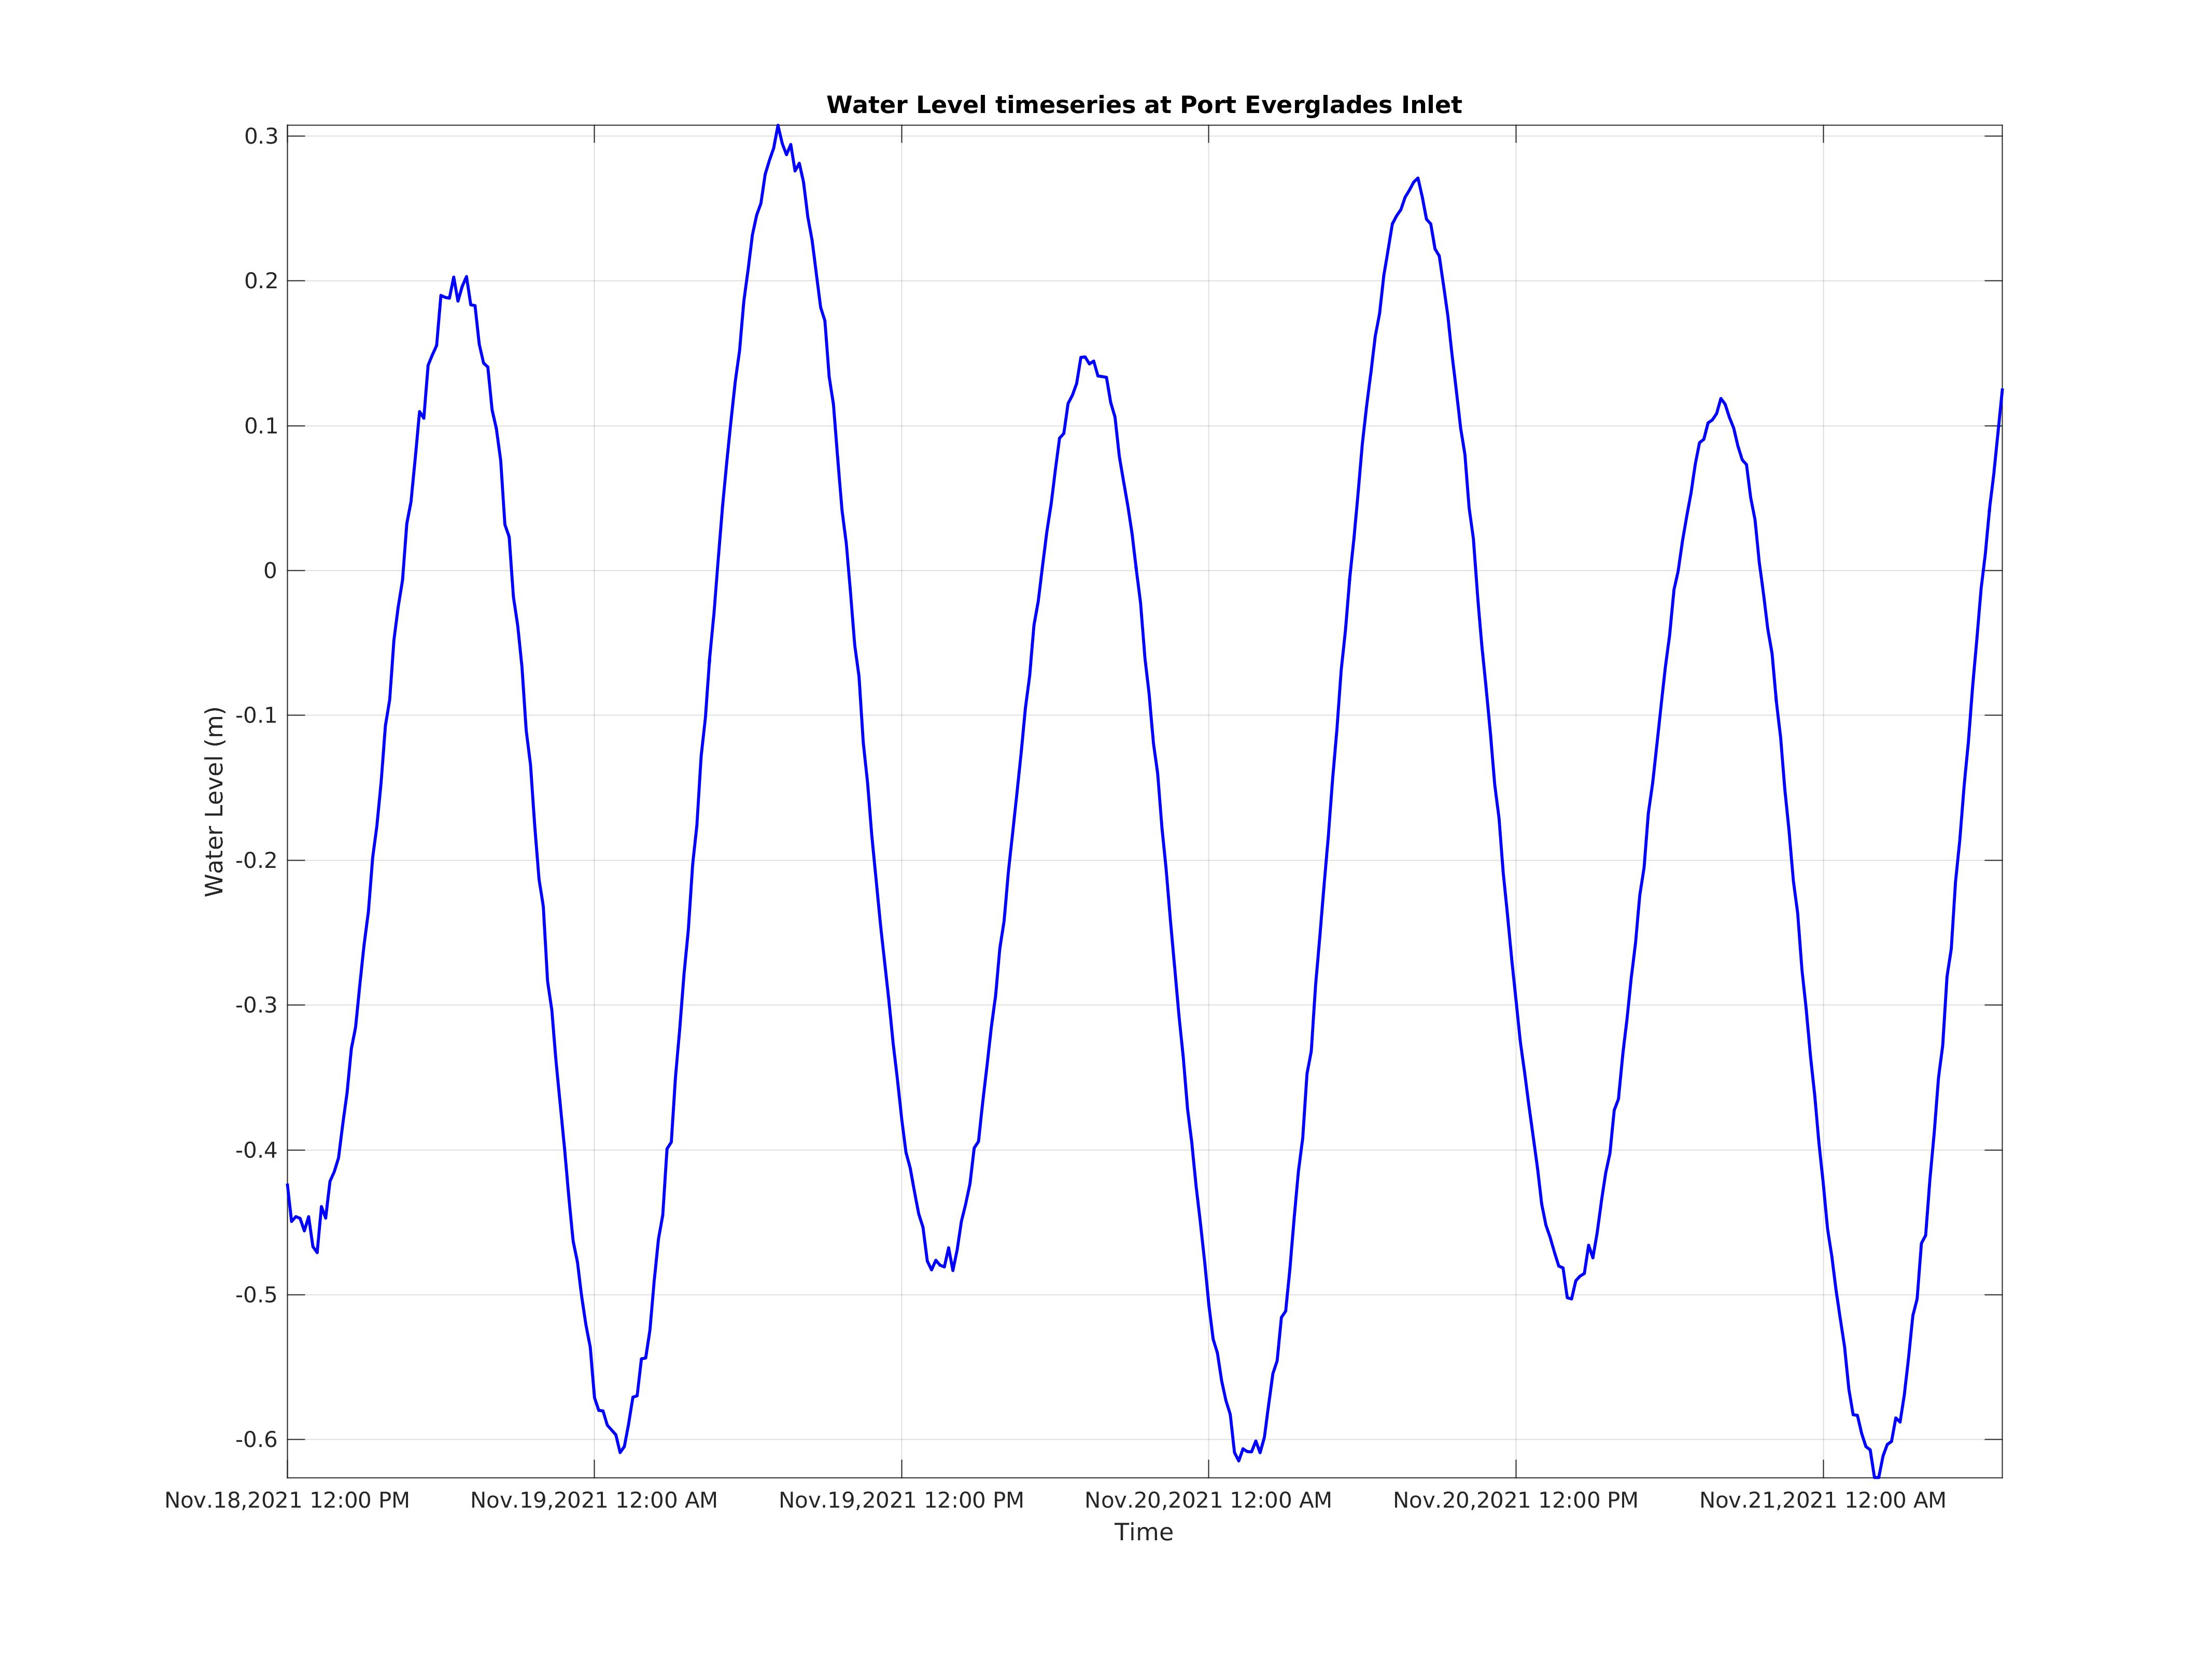 Water Level timeseries at Port Everglades Inlet
0.3
0.2
0.1
0
-0.1
-0.2
-0.3
-0.4
-0.5
-0.6
Water Level (m)
Nov.18,2021 12:00 PM
Nov.19,2021 12:00 AM
Nov.19,2021 12:00 PM
Nov.20,2021 12:00 AM
Nov.20,2021 12:00 PM
Nov.21,2021 12:00 AM
Time